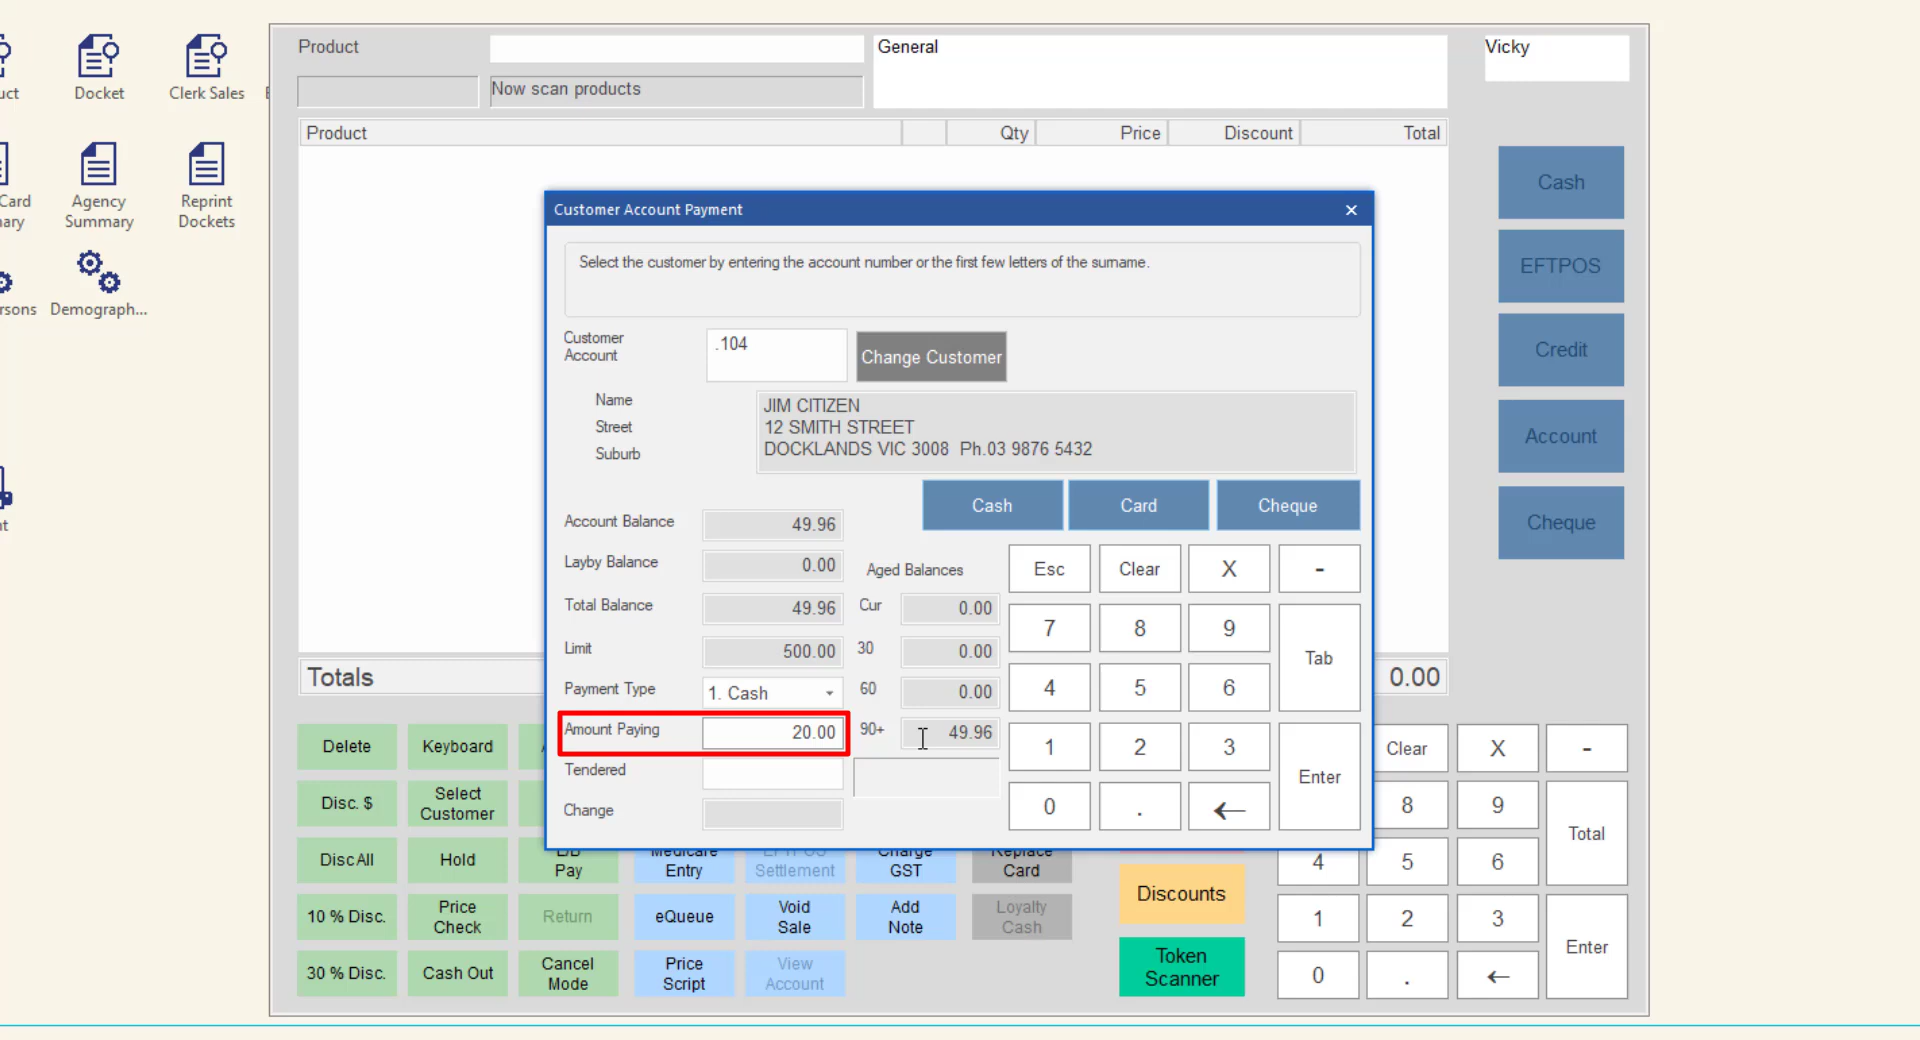 Product
General
Vicky
Now scan products
Docket
Clerk Sales
Agency
Summary
Reprint
Dockets
Demograph...
Product Qty Price Discount Total
Cash
EFTPOS
Credit
Account
Cheque
Customer Account Payment
Select the customer by entering the account number or the first few letters of the surname.
Customer
Account
.104
Change Customer
Name
Street
Suburb
JIM CITIZEN
12 SMITH STREET
DOCKLANDS VIC 3008 Ph.03 9876 5432
Cash Card Cheque
Account Balance 49.96
Layby Balance 0.00
Aged Balances
Total Balance 49.96 Cur 0.00
Limit 500.00 30 0.00
Payment Type 1. Cash 60 0.00
Amount Paying 20.00 90+ 49.96
Tendered
Change
Esc Clear X -
7 8 9
Tab
4 5 6
1 2 3
Enter
0 . ←
Totals 0.00
Delete
Keyboard
Disc. $
Select
Customer
Disc All
Hold
Pay
Medicare
Entry
EFTPOS
Settlement
Charge
GST
Replace
Card
10 % Disc.
Price
Check
Return
eQueue
Void
Sale
Add
Note
Loyalty
Cash
30 % Disc.
Cash Out
Cancel
Mode
Price
Script
View
Account
Discounts
Token
Scanner
Clear X -
8 9
Total
4 5 6
1 2 3
Enter
0 . ←